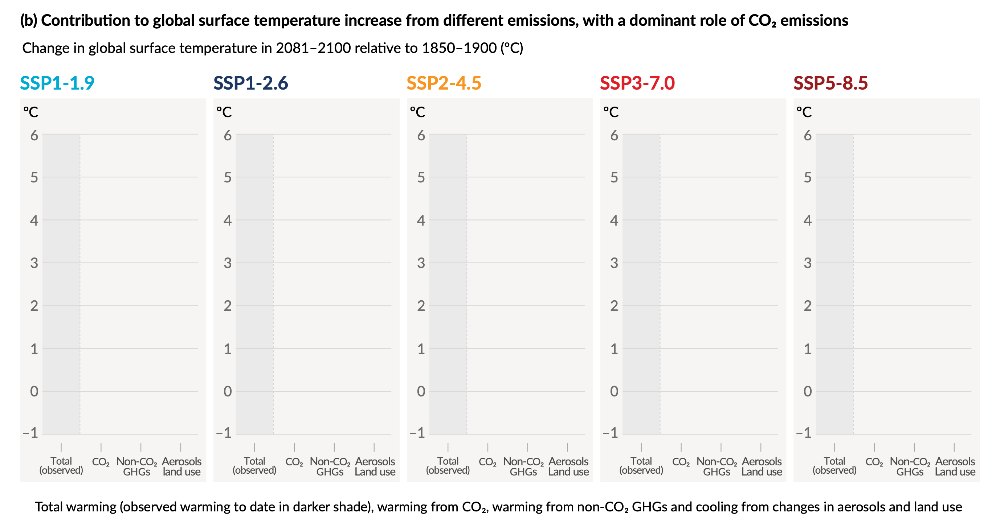 (b) Contribution to global surface temperature increase from different emissions, with a dominant role of CO₂ emissions
Change in global surface temperature in 2081–2100 relative to 1850–1900 (ºC)
SSP1-1.9
ºC
6
5
4
3
2
1
0
–1
Total
(observed)
CO₂
Non-CO₂
GHGs
Aerosols
land use
SSP1-2.6
ºC
6
5
4
3
2
1
0
–1
Total
(observed)
CO₂
Non-CO₂
GHGs
Aerosols
Land use
SSP2-4.5
ºC
6
5
4
3
2
1
0
–1
Total
(observed)
CO₂
Non-CO₂
GHGs
Aerosols
Land use
SSP3-7.0
ºC
6
5
4
3
2
1
0
–1
Total
(observed)
CO₂
Non-CO₂
GHGs
Aerosols
Land use
SSP5-8.5
ºC
6
5
4
3
2
1
0
–1
Total
(observed)
CO₂
Non-CO₂
GHGs
Aerosols
Land use
Total warming (observed warming to date in darker shade), warming from CO₂, warming from non-CO₂ GHGs and cooling from changes in aerosols and land use